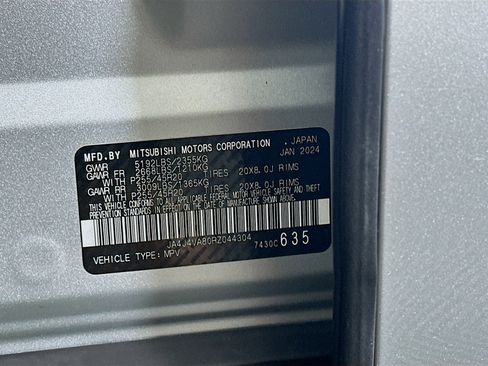 MFD.BY MITSUBISHI MOTORS CORPORATION . JAPAN
GVWR 5192LBS/2355KG JAN 2024
GAWR FR 2668LBS/1210KG
WITH P255/45R20 TIRES 20X8.0J RIMS
GAWR RR 3009LBS/1365KG
WITH P255/45R20 TIRES 20X8.0J RIMS
THIS VEHICLE CONFORMS TO ALL APPLICABLE FEDERAL MOTOR VEHICLE
SAFETY AND THEFT PREVENTION STANDARDS IN EFFECT ON THE DATE OF
MANUFACTURE SHOWN ABOVE.
JA4J4VA80RZ044304 7430C 635
VEHICLE TYPE:MPV